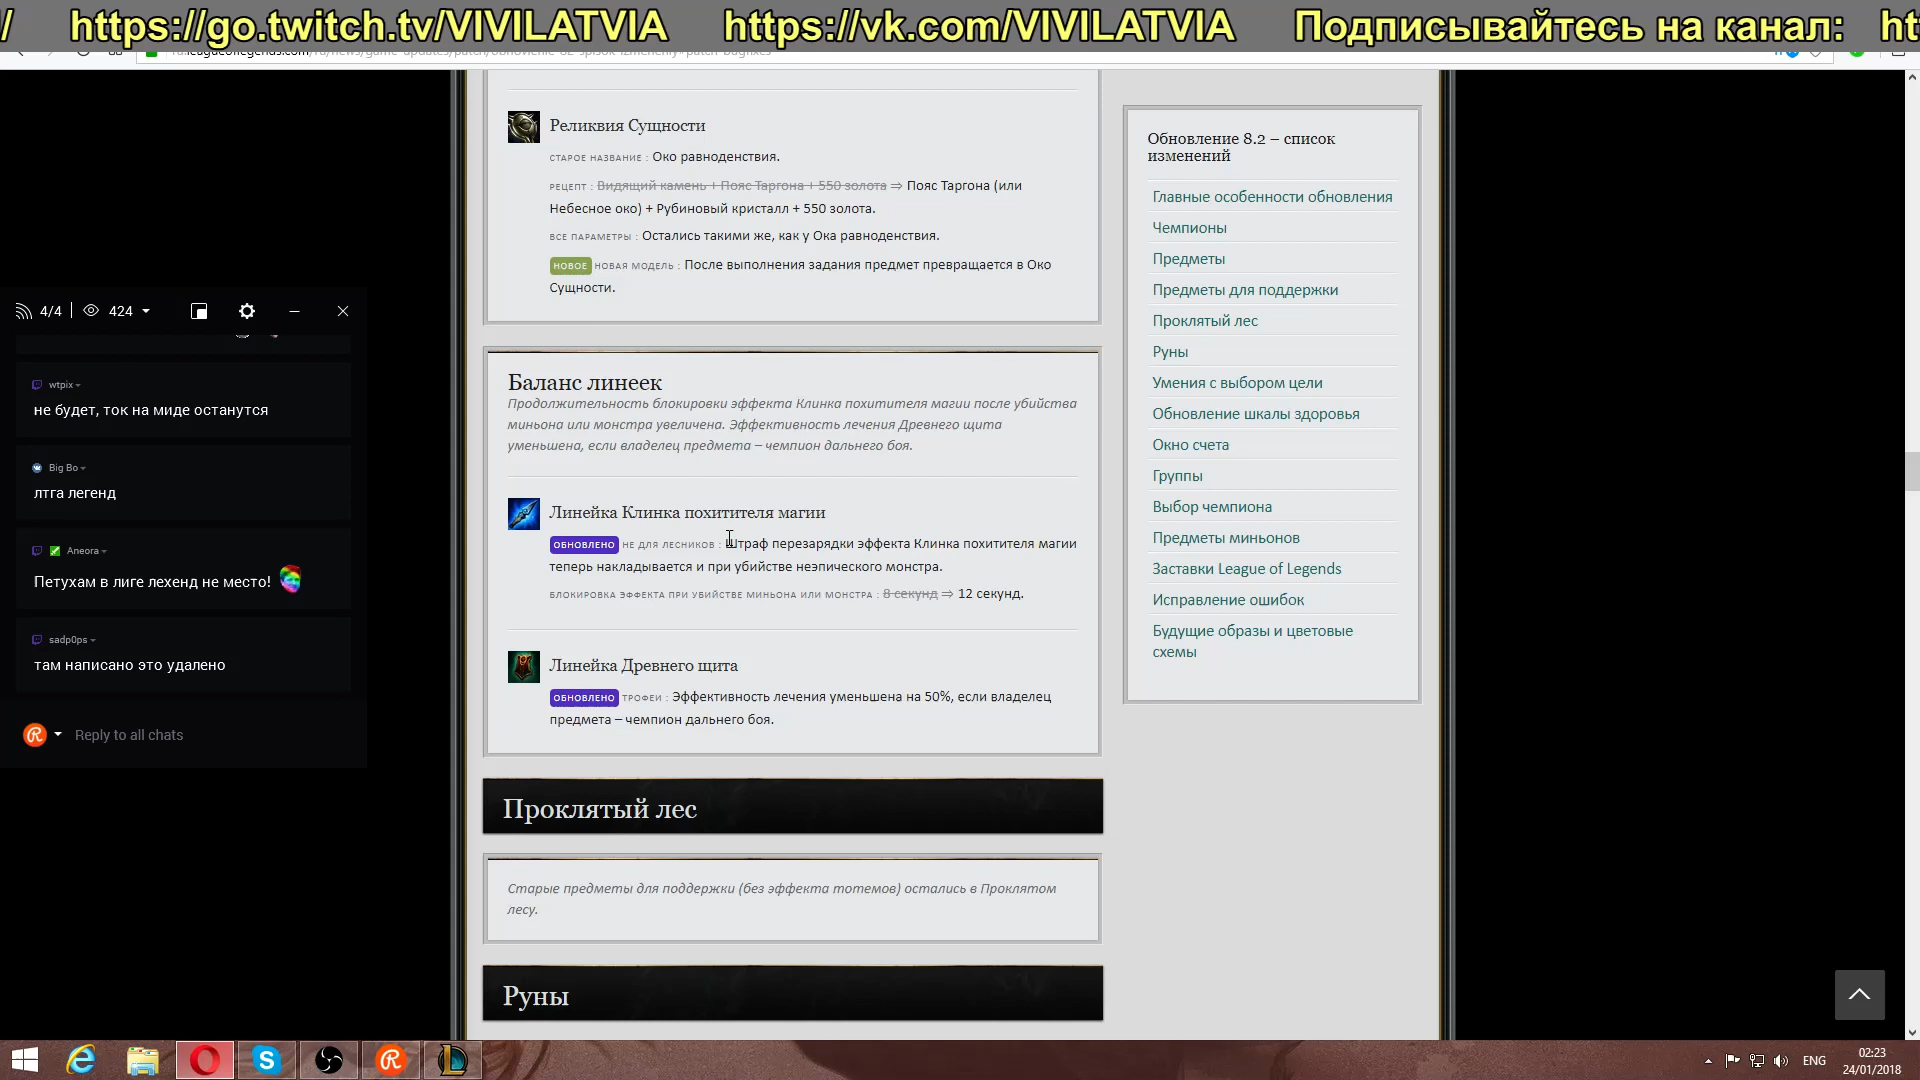 https://go.twitch.tv/VIVILATVIA https://vk.com/VIVILATVIA Подписывайтесь на канал:
Реликвия Сущности
СТАРОЕ НАЗВАНИЕ : Око равноденствия.
РЕЦЕПТ : Видящий камень + Пояс Таргона + 550 золота ⇒ Пояс Таргона (или
Небесное око) + Рубиновый кристалл + 550 золота.
ВСЕ ПАРАМЕТРЫ : Остались такими же, как у Ока равноденствия.
НОВОЕ НОВАЯ МОДЕЛЬ : После выполнения задания предмет превращается в Око
Сущности.
Баланс линеек
Продолжительность блокировки эффекта Клинка похитителя магии после убийства
миньона или монстра увеличена. Эффективность лечения Древнего щита
уменьшена, если владелец предмета – чемпион дальнего боя.
Линейка Клинка похитителя магии
ОБНОВЛЕНО НЕ ДЛЯ ЛЕСНИКОВ : Штраф перезарядки эффекта Клинка похитителя магии
теперь накладывается и при убийстве неэпического монстра.
БЛОКИРОВКА ЭФФЕКТА ПРИ УБИЙСТВЕ МИНЬОНА ИЛИ МОНСТРА : 8 секунд ⇒ 12 секунд.
Линейка Древнего щита
ОБНОВЛЕНО ТРОФЕИ : Эффективность лечения уменьшена на 50%, если владелец
предмета – чемпион дальнего боя.
Проклятый лес
Старые предметы для поддержки (без эффекта тотемов) остались в Проклятом
лесу.
Руны
Обновление 8.2 – список
изменений
Главные особенности обновления
Чемпионы
Предметы
Предметы для поддержки
Проклятый лес
Руны
Умения с выбором цели
Обновление шкалы здоровья
Окно счета
Группы
Выбор чемпиона
Предметы миньонов
Заставки League of Legends
Исправление ошибок
Будущие образы и цветовые
схемы
4/4 424
wtpix
не будет, ток на миде останутся
Big Bo
лтга легенд
Aneora
Петухам в лиге лехенд не место!
sadp0ps
там написано это удалено
Reply to all chats
ENG
02:23
24/01/2018